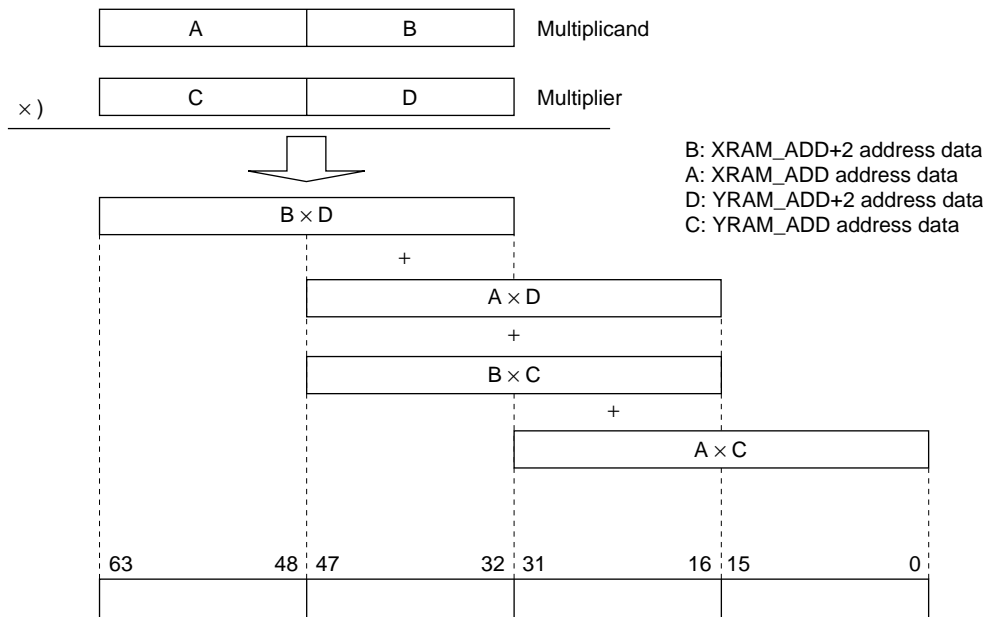 A B Multiplicand
×) C D Multiplier
B: XRAM_ADD+2 address data
A: XRAM_ADD address data
D: YRAM_ADD+2 address data
C: YRAM_ADD address data
B × D
+
A × D
+
B × C
+
A × C
63 48 47 32 31 16 15 0